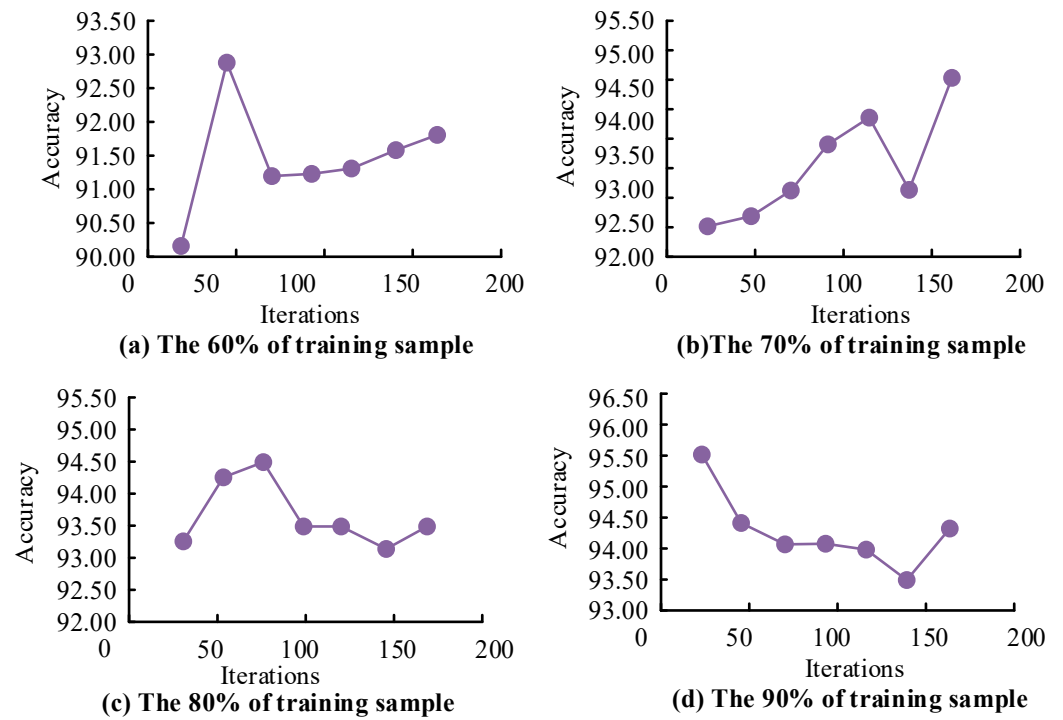 93.50
93.00
92.50
92.00
91.50
91.00
90.50
90.00
Accuracy
0 50 100 150 200
Iterations
(a) The 60% of training sample
95.50
95.00
94.50
94.00
93.50
93.00
92.50
92.00
Accuracy
0 50 100 150 200
Iterations
(b)The 70% of training sample
95.50
95.00
94.50
94.00
93.50
93.00
92.50
92.00
Accuracy
0 50 100 150 200
Iterations
(c) The 80% of training sample
96.50
96.00
95.50
95.00
94.50
94.00
93.50
93.00
Accuracy
0 50 100 150 200
Iterations
(d) The 90% of training sample